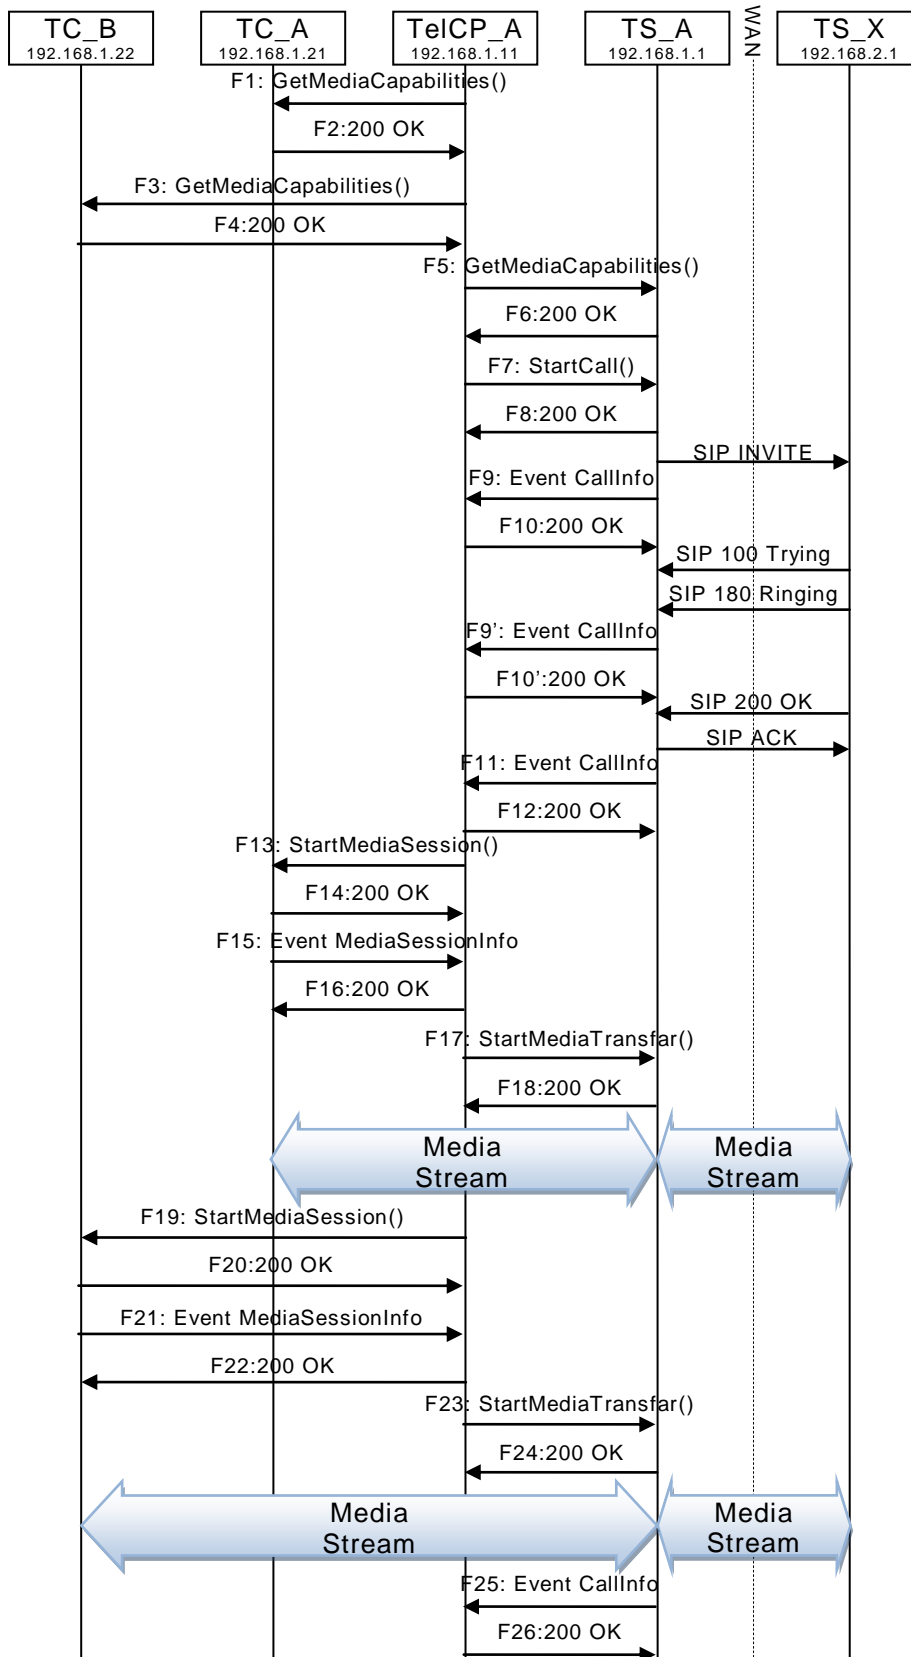 TC_B
192.168.1.22
TC_A
192.168.1.21
TelCP_A
192.168.1.11
TS_A
192.168.1.1
WAN
TS_X
192.168.2.1
F1: GetMediaCapabilities()
F2:200 OK
F3: GetMediaCapabilities()
F4:200 OK
F5: GetMediaCapabilities()
F6:200 OK
F7: StartCall()
F8:200 OK
SIP INVITE
F9: Event CallInfo
F10:200 OK
SIP 100 Trying
SIP 180 Ringing
F9’: Event CallInfo
F10’:200 OK
SIP 200 OK
SIP ACK
F11: Event CallInfo
F12:200 OK
F13: StartMediaSession()
F14:200 OK
F15: Event MediaSessionInfo
F16:200 OK
F17: StartMediaTransfar()
F18:200 OK
Media
Stream
Media
Stream
F19: StartMediaSession()
F20:200 OK
F21: Event MediaSessionInfo
F22:200 OK
F23: StartMediaTransfar()
F24:200 OK
Media
Stream
Media
Stream
F25: Event CallInfo
F26:200 OK